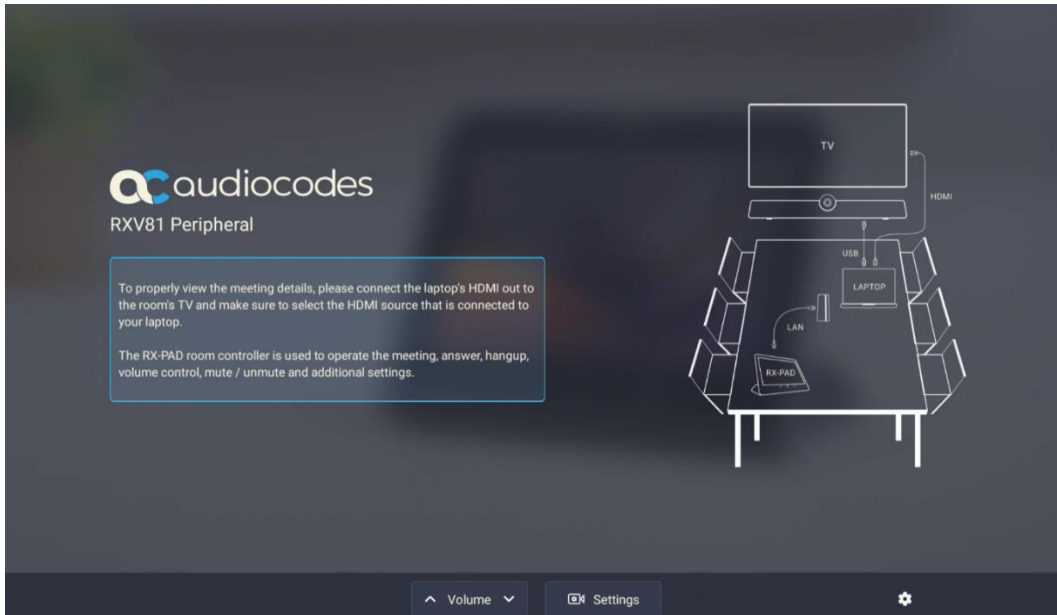 audiocodes
RXV81 Peripheral
To properly view the meeting details, please connect the laptop's HDMI out to
the room's TV and make sure to select the HDMI source that is connected to
your laptop.
The RX-PAD room controller is used to operate the meeting, answer, hangup,
volume control, mute / unmute and additional settings.
TV
HDMI
USB
LAPTOP
LAN
RX-PAD
Volume
Settings